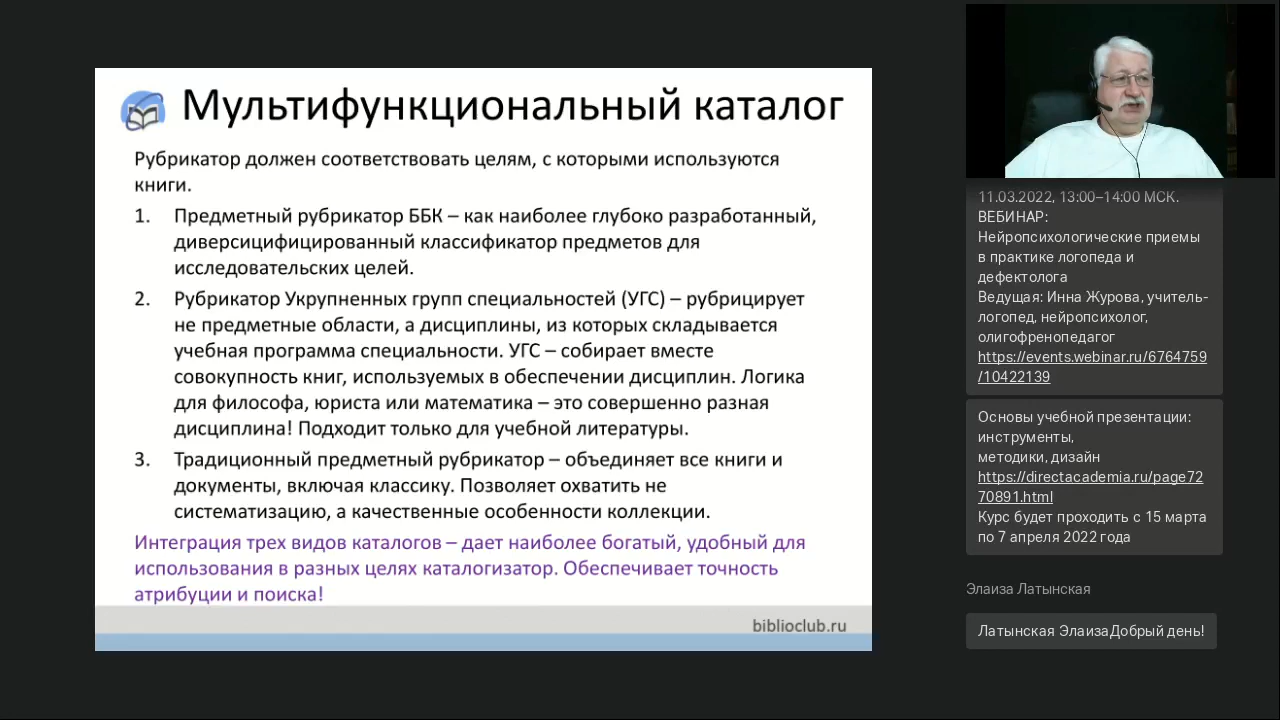 Мультифункциональный каталог
Рубрикатор должен соответствовать целям, с которыми используются
книги.
1. Предметный рубрикатор ББК – как наиболее глубоко разработанный,
диверсицифицированный классификатор предметов для
исследовательских целей.
2. Рубрикатор Укрупненных групп специальностей (УГС) – рубрицирует
не предметные области, а дисциплины, из которых складывается
учебная программа специальности. УГС – собирает вместе
совокупность книг, используемых в обеспечении дисциплин. Логика
для философа, юриста или математика – это совершенно разная
дисциплина! Подходит только для учебной литературы.
3. Традиционный предметный рубрикатор – объединяет все книги и
документы, включая классику. Позволяет охватить не
систематизацию, а качественные особенности коллекции.
Интеграция трех видов каталогов – дает наиболее богатый, удобный для
использования в разных целях каталогизатор. Обеспечивает точность
атрибуции и поиска!
biblioclub.ru
11.03.2022, 13:00–14:00 МСК.
ВЕБИНАР:
Нейропсихологические приемы
в практике логопеда и
дефектолога
Ведущая: Инна Журова, учитель-
логопед, нейропсихолог,
олигофренопедагог
https://events.webinar.ru/6764759
/10422139
Основы учебной презентации:
инструменты,
методики, дизайн
https://directacademia.ru/page72
70891.html
Курс будет проходить с 15 марта
по 7 апреля 2022 года
Элаиза Латынская
Латынская ЭлаизаДобрый день!